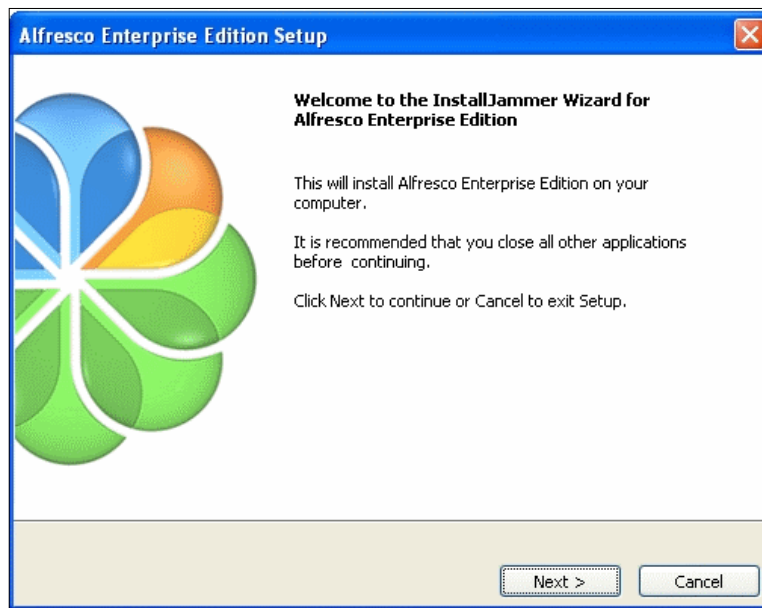 Alfresco Enterprise Edition Setup
Welcome to the InstallJammer Wizard for
Alfresco Enterprise Edition
This will install Alfresco Enterprise Edition on your
computer.
It is recommended that you close all other applications
before continuing.
Click Next to continue or Cancel to exit Setup.
Next >
Cancel